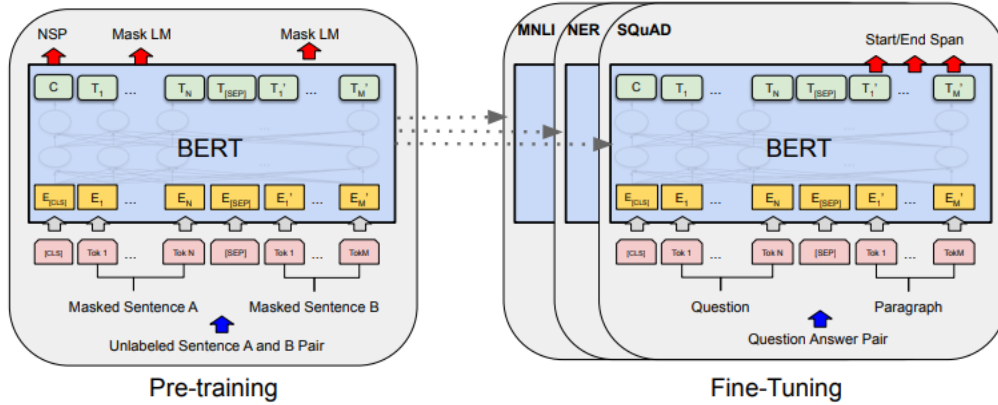 NSP Mask LM Mask LM
C T1 ... TN T[SEP] T1' ... TM'
BERT
E[CLS] E1 ... EN E[SEP] E1' ... EM'
[CLS] Tok 1 ... Tok N [SEP] Tok 1 ... TokM
Masked Sentence A Masked Sentence B
Unlabeled Sentence A and B Pair
Pre-training
MNLI NER SQuAD
Start/End Span
C T1 ... TN T[SEP] T1' ... TM'
BERT
E[CLS] E1 ... EN E[SEP] E1' ... EM'
[CLS] Tok 1 ... Tok N [SEP] Tok 1 ... TokM
Question Paragraph
Question Answer Pair
Fine-Tuning